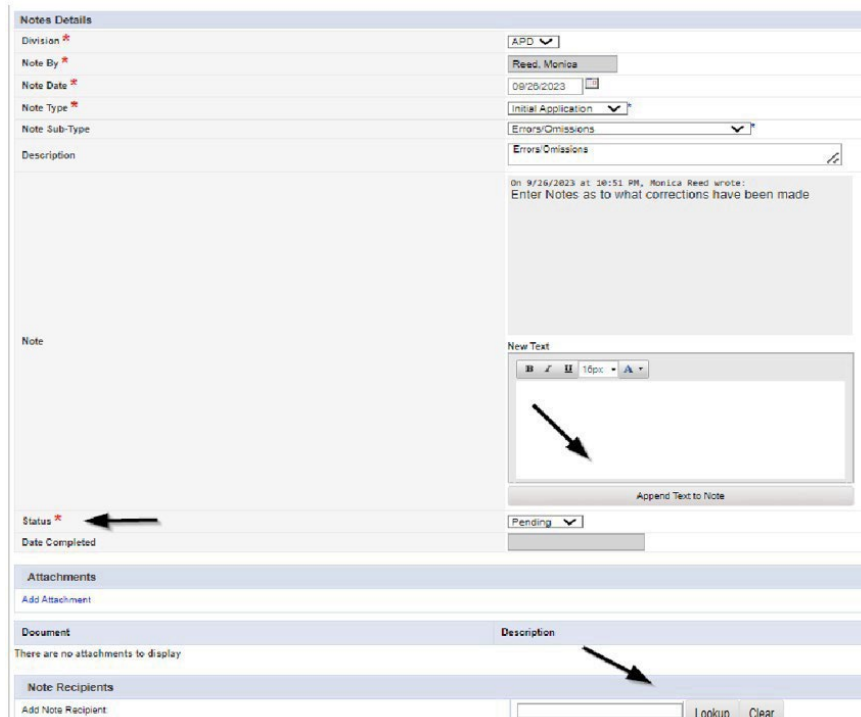 Notes Details
Division * APD
Note By * Reed, Monica
Note Date * 09/26/2023
Note Type * Initial Application *
Note Sub-Type Errors/Omissions *
Description Errors/Omissions
On 9/26/2023 at 10:51 PM, Monica Reed wrote:
Enter Notes as to what corrections have been made
Note
New Text
B I U 16px A
Append Text to Note
Status * Pending
Date Completed
Attachments
Add Attachment
Document Description
There are no attachments to display
Note Recipients
Add Note Recipient: Lookup Clear